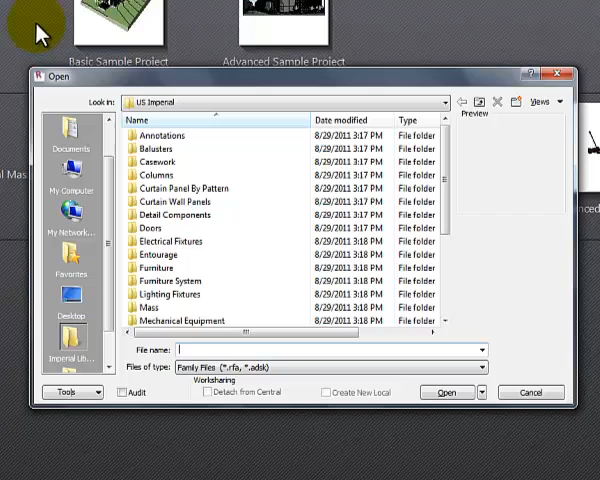 Basic Sample Project
Advanced Sample Project
Open
Look in:
US Imperial
Views
Name
Date modified
Type
Preview
Annotations 8/29/2011 3:17 PM File folder
Balusters 8/29/2011 3:17 PM File folder
Casework 8/29/2011 3:17 PM File folder
Columns 8/29/2011 3:17 PM File folder
Curtain Panel By Pattern 8/29/2011 3:17 PM File folder
Curtain Wall Panels 8/29/2011 3:17 PM File folder
Detail Components 8/29/2011 3:17 PM File folder
Doors 8/29/2011 3:17 PM File folder
Electrical Fixtures 8/29/2011 3:18 PM File folder
Entourage 8/29/2011 3:18 PM File folder
Furniture 8/29/2011 3:18 PM File folder
Furniture System 8/29/2011 3:18 PM File folder
Lighting Fixtures 8/29/2011 3:18 PM File folder
Mass 8/29/2011 3:18 PM File folder
Mechanical Equipment 8/29/2011 3:18 PM File folder
Documents
My Computer
My Network...
Favorites
Desktop
Imperial Lib...
al Mas
nced
File name:
Files of type:
Family Files (*.rfa, *.adsk)
Worksharing
Tools
Audit
Detach from Central
Create New Local
Open
Cancel